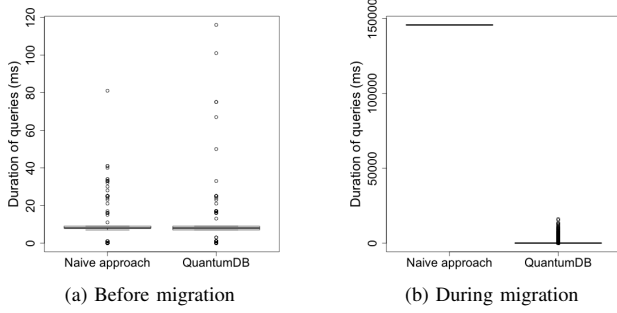 Duration of queries (ms)
120
100
80
60
40
20
0
Naive approach
QuantumDB
(a) Before migration
Duration of queries (ms)
150000
100000
50000
0
Naive approach
QuantumDB
(b) During migration